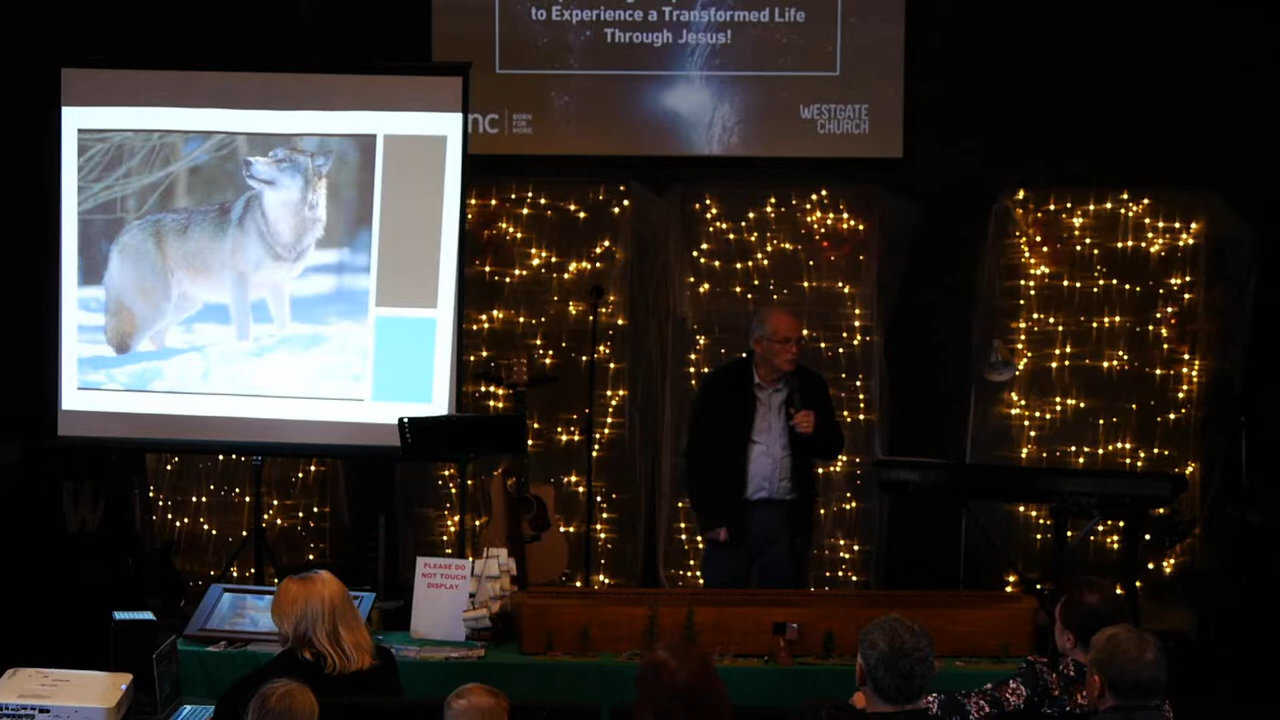 to Experience a Transformed Life
Through Jesus!
nc
BORN
FOR
MORE
WESTGATE
CHURCH
PLEASE DO
NOT TOUCH
DISPLAY